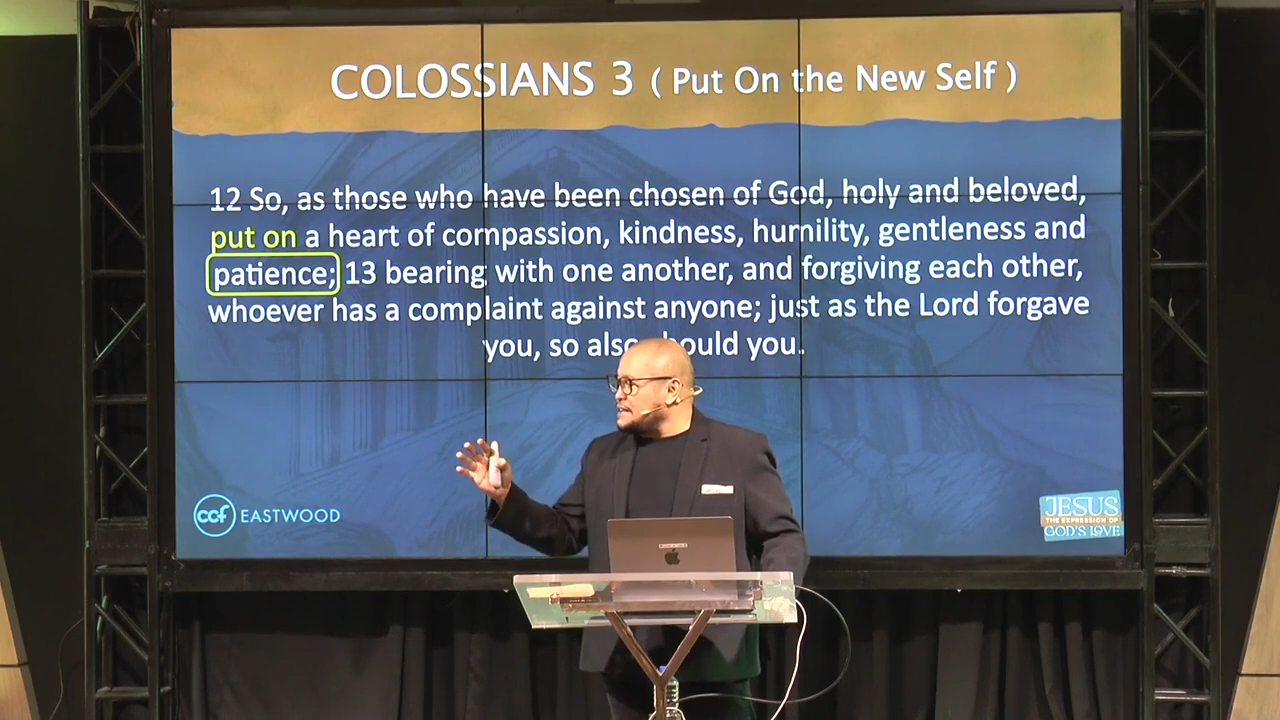 COLOSSIANS 3 ( Put On the New Self )
12 So, as those who have been chosen of God, holy and beloved,
put on a heart of compassion, kindness, humility, gentleness and
patience; 13 bearing with one another, and forgiving each other,
whoever has a complaint against anyone; just as the Lord forgave
you, so also should you.
ccf EASTWOOD
JESUS
THE EXPRESSION OF
GOD'S LOVE